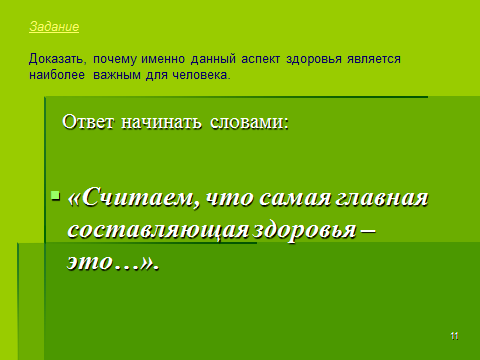 Задание
Доказать, почему именно данный аспект здоровья является
наиболее важным для человека.
Ответ начинать словами:
«Считаем, что самая главная
составляющая здоровья –
это…».
11